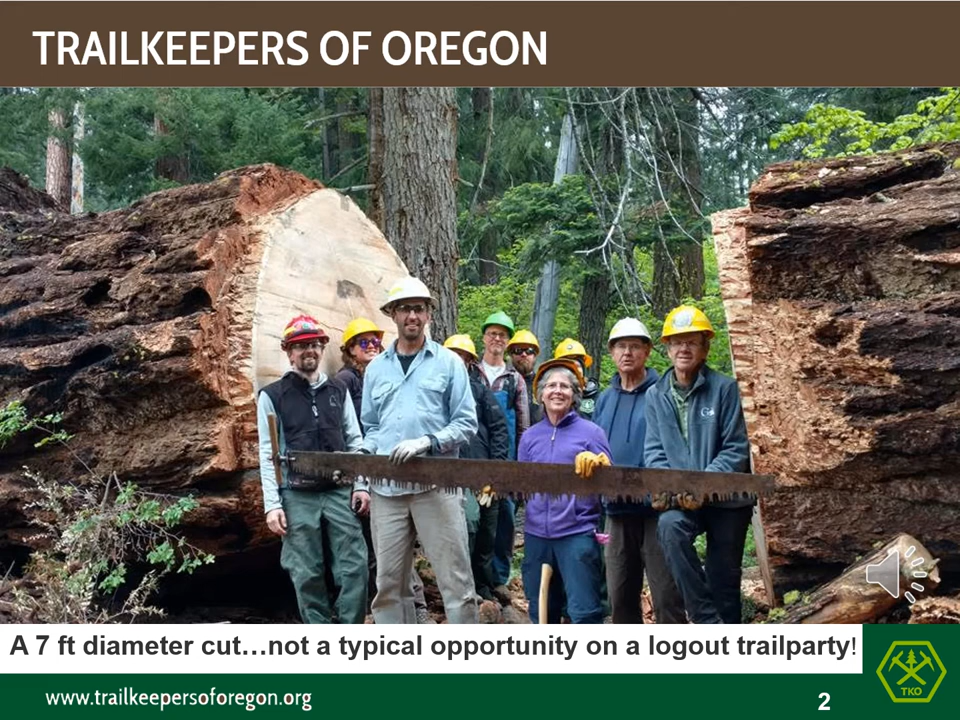 TRAILKEEPERS OF OREGON
A 7 ft diameter cut…not a typical opportunity on a logout trailparty!
TKO
www.trailkeepersoforegon.org
2